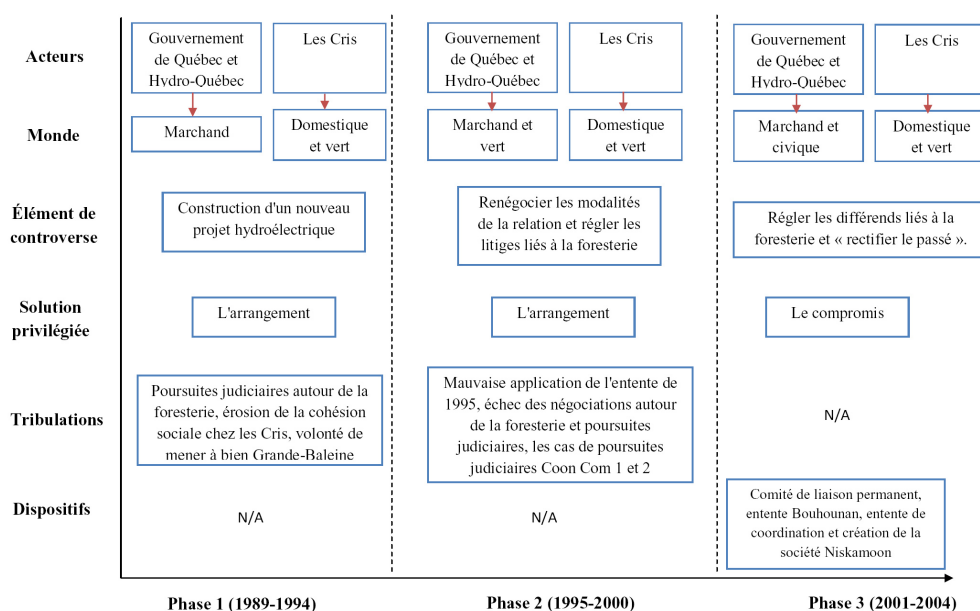 Acteurs
Gouvernement
de Québec et
Hydro-Québec
Les Cris
Gouvernement
de Québec et
Hydro-Québec
Les Cris
Gouvernement
de Québec et
Hydro-Québec
Les Cris
Monde
Marchand
Domestique
et vert
Marchand et
vert
Domestique
et vert
Marchand et
civique
Domestique
et vert
Élément de
controverse
Construction d'un nouveau
projet hydroélectrique
Renégocier les modalités
de la relation et régler les
litiges liés à la foresterie
Régler les différends liés à la
foresterie et « rectifier le passé ».
Solution
privilégiée
L'arrangement
L'arrangement
Le compromis
Tribulations
Poursuites judiciaires autour de la
foresterie, érosion de la cohésion
sociale chez les Cris, volonté de
mener à bien Grande-Baleine
Mauvaise application de l'entente de
1995, échec des négociations autour
de la foresterie et poursuites
judiciaires, les cas de poursuites
judiciaires Coon Com 1 et 2
N/A
Dispositifs
N/A
N/A
Comité de liaison permanent,
entente Bouhounan, entente de
coordination et création de la
société Niskamoon
Phase 1 (1989-1994)
Phase 2 (1995-2000)
Phase 3 (2001-2004)